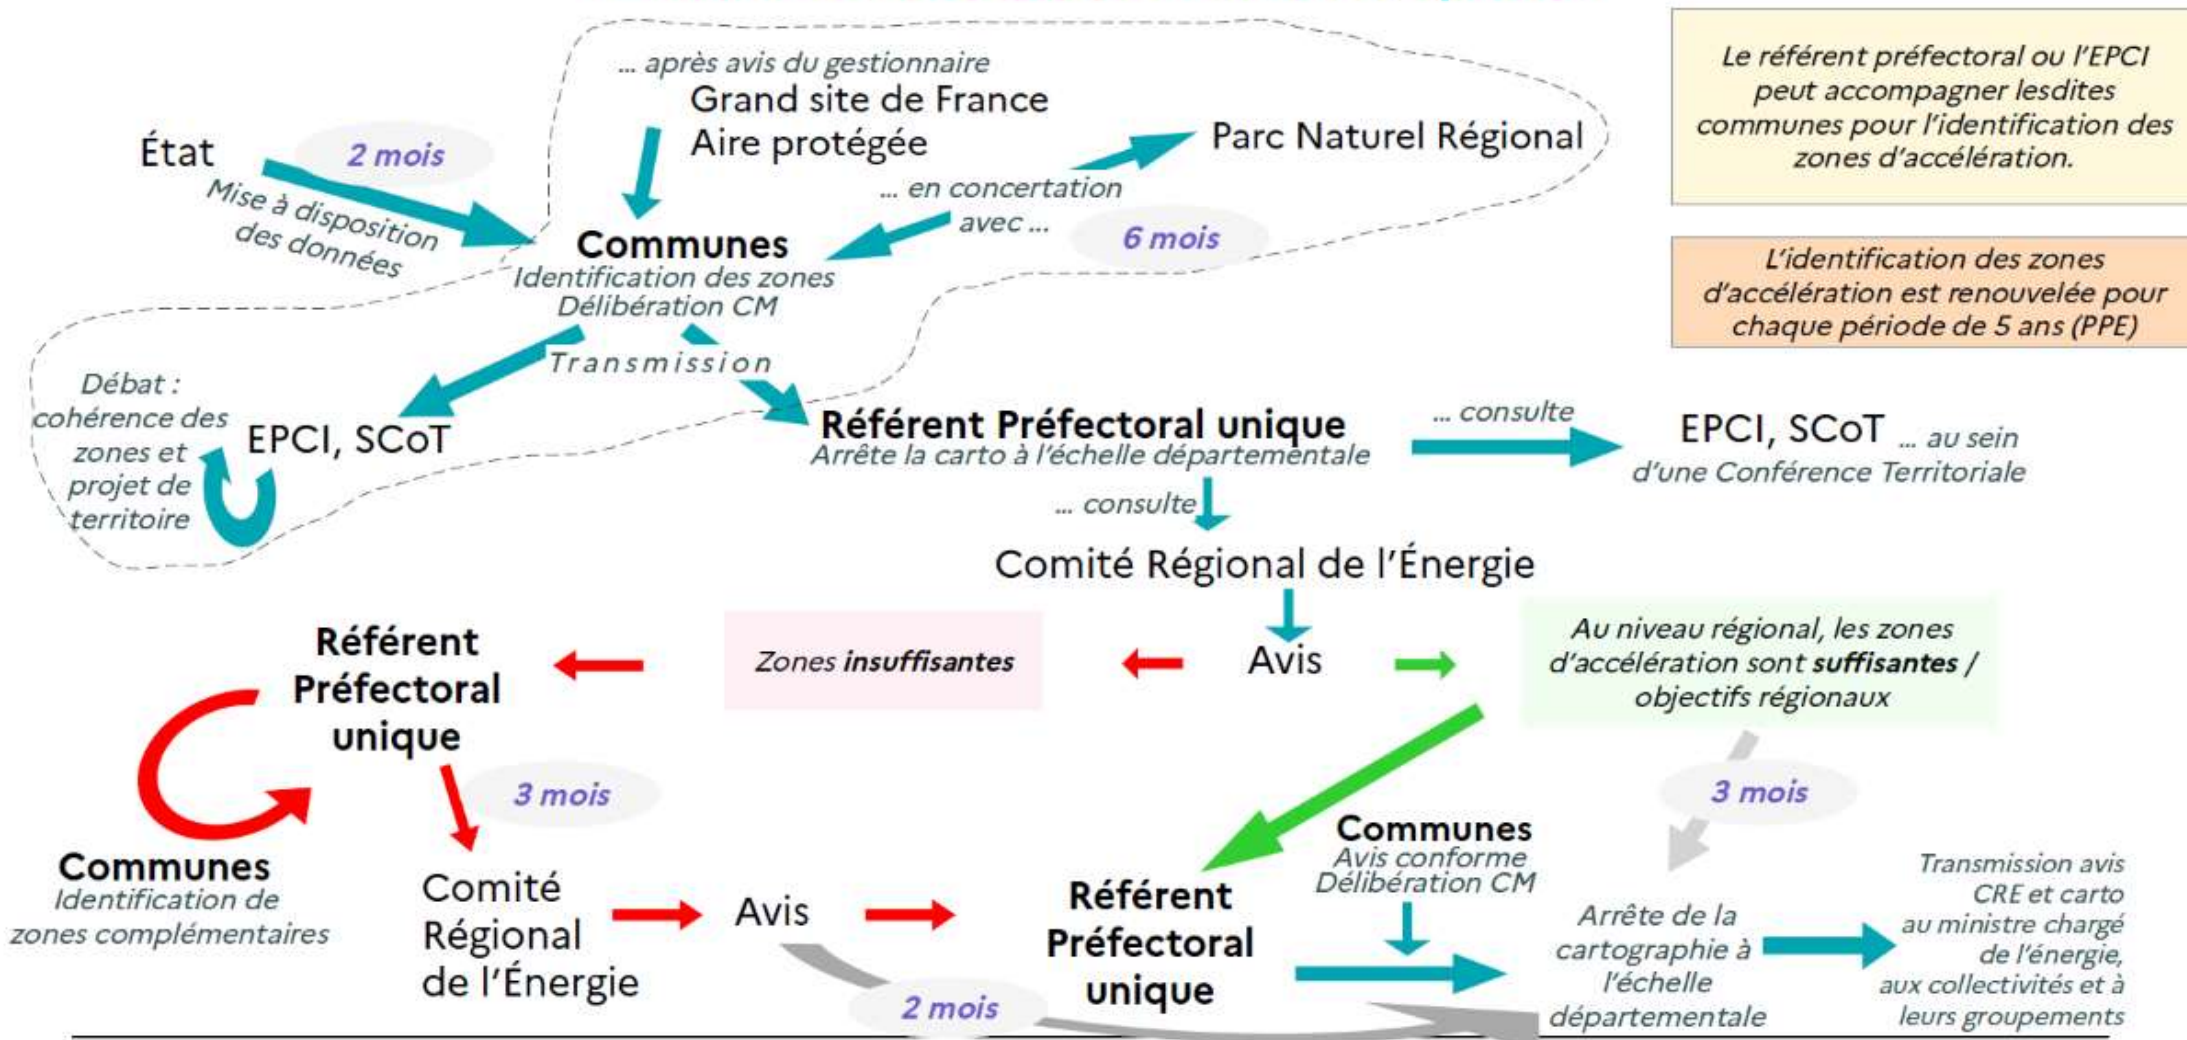 ... après avis du gestionnaire
Grand site de France
Aire protégée
État
2 mois
Mise à disposition
des données
Parc Naturel Régional
... en concertation
avec ...
6 mois
Communes
Identification des zones
Délibération CM
Le référent préfectoral ou l'EPCI
peut accompagner lesdites
communes pour l'identification des
zones d'accélération.
L'identification des zones
d'accélération est renouvelée pour
chaque période de 5 ans (PPE)
Transmission
Débat :
cohérence des
zones et
projet de
territoire
EPCI, SCoT
Référent Préfectoral unique
Arrête la carto à l'échelle départementale
... consulte
EPCI, SCoT ... au sein
d'une Conférence Territoriale
... consulte
Comité Régional de l'Énergie
Avis
Zones insuffisantes
Au niveau régional, les zones
d'accélération sont suffisantes /
objectifs régionaux
Référent
Préfectoral
unique
3 mois
Communes
Identification de
zones complémentaires
Comité
Régional
de l'Énergie
Avis
2 mois
Référent
Préfectoral
unique
Communes
Avis conforme
Délibération CM
3 mois
Arrête de la
cartographie à
l'échelle
départementale
Transmission avis
CRE et carto
au ministre chargé
de l'énergie,
aux collectivités et à
leurs groupements